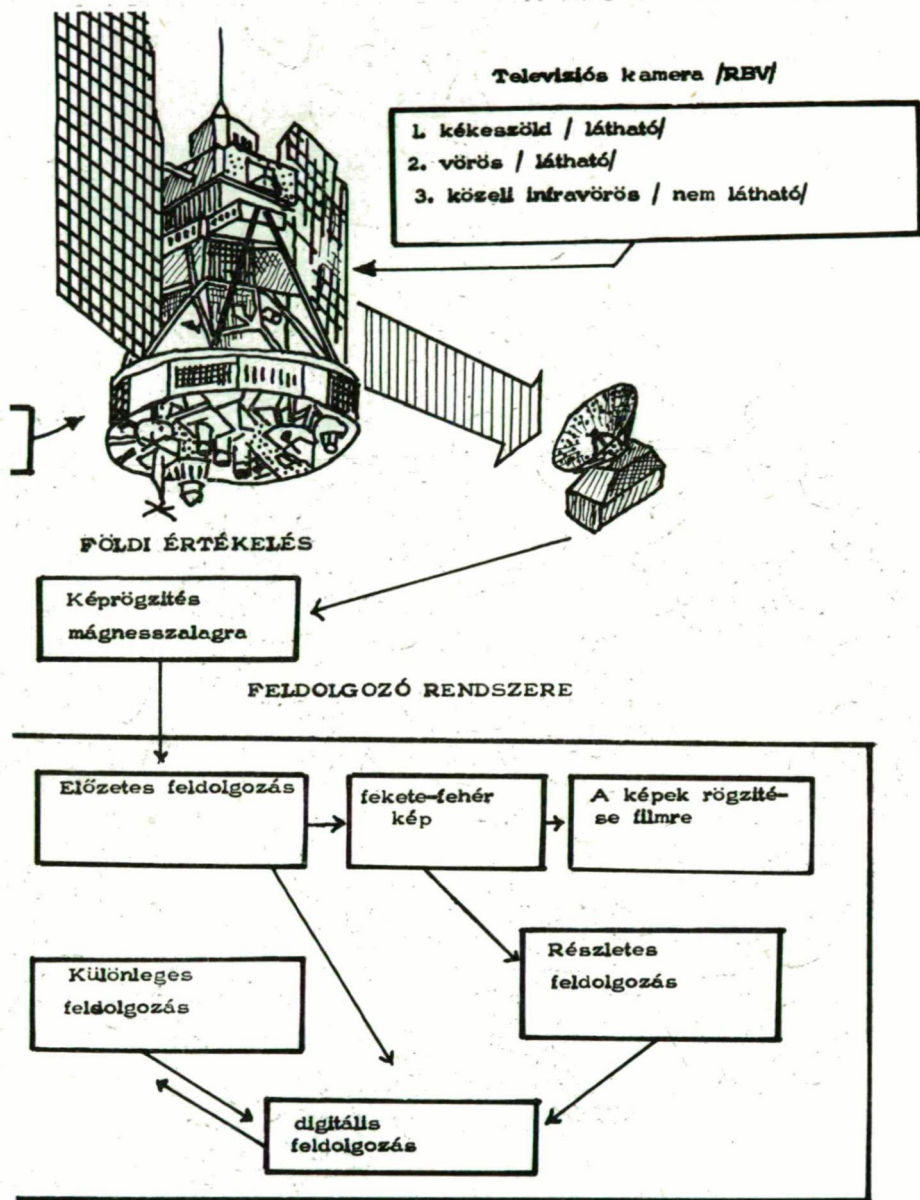 Televiziós kamera /RBV/
1. kékeszöld / látható/
2. vörös / látható/
3. közeli infravörös / nem látható/
FÖLDI ÉRTÉKELÉS
Képrögzités
mágnesszalagra
FELDOLGOZÓ RENDSZERE
Előzetes feldolgozás
fekete-fehér
kép
A képek rögzité-
se filmre
Részletes
feldolgozás
Különleges
feldolgozás
digitális
feldolgozás